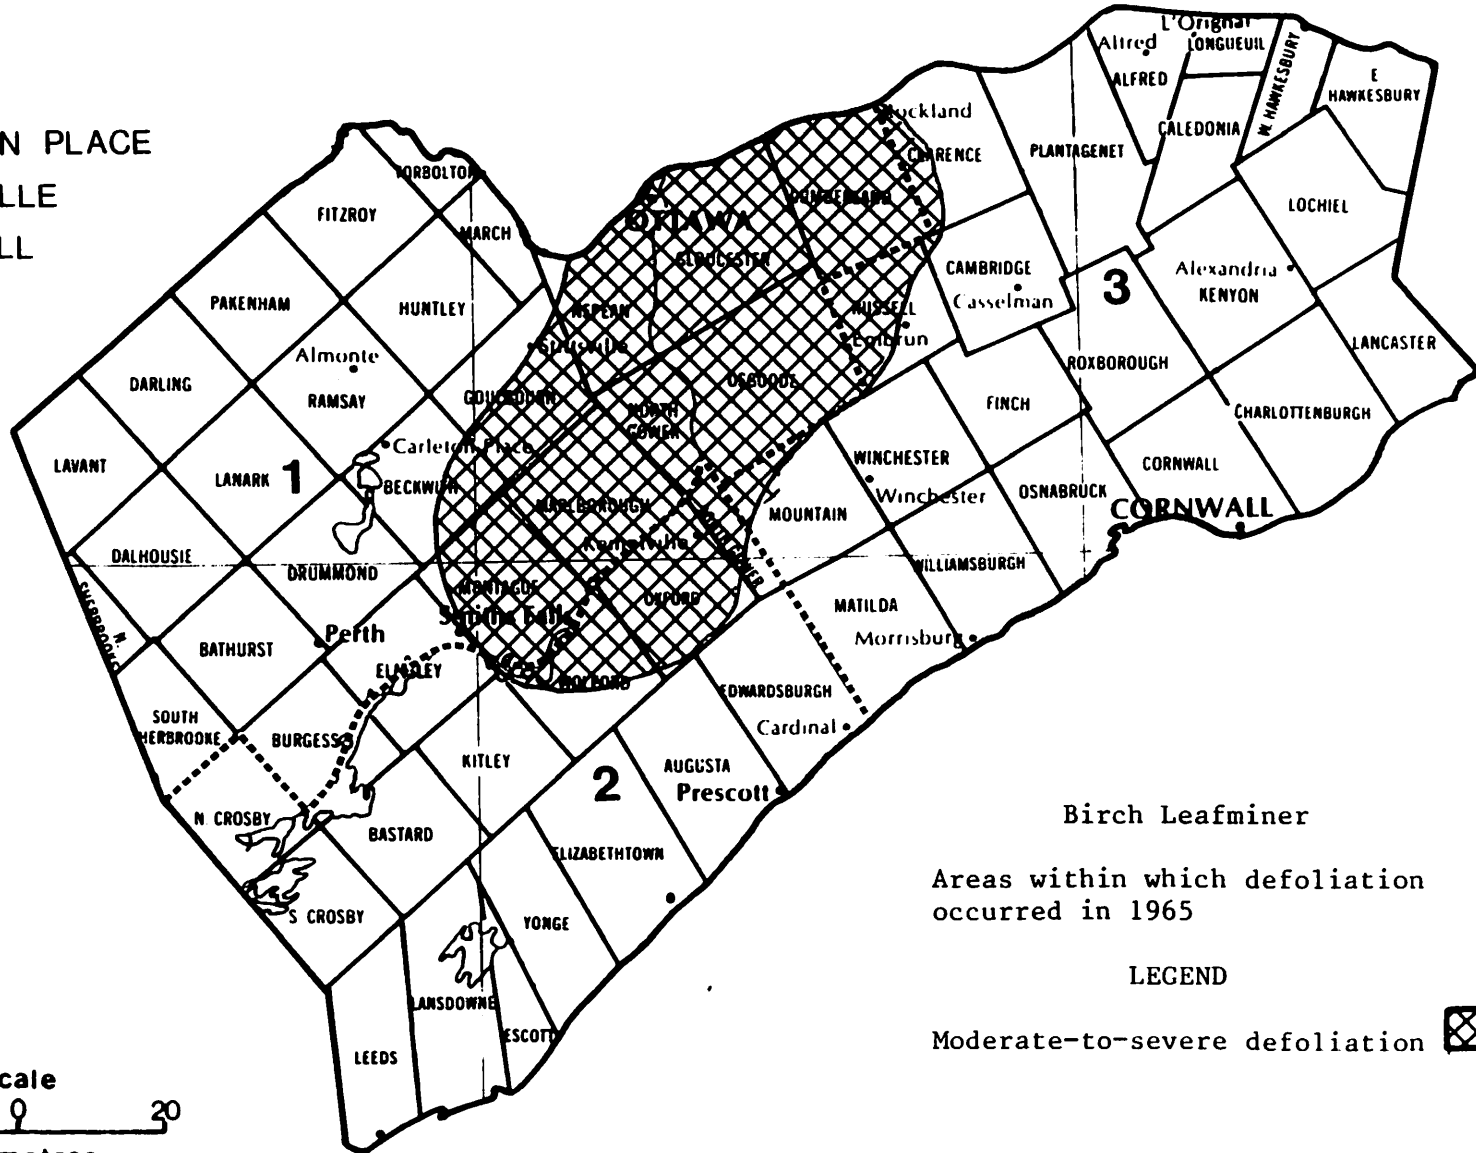 N PLACE
LLE
LL
L'Orignal
Alfred
LONGUEUIL
ALFRED
W. HAWKESBURY
E
HAWKESBURY
CALEDONIA
Rockland
CLARENCE
PLANTAGENET
TORBOLTON
FITZROY
MARCH
OTTAWA
CUMBERLAND
LOCHIEL
GLOUCESTER
CAMBRIDGE
Casselman
3
Alexandria
KENYON
PAKENHAM
HUNTLEY
NEPEAN
RUSSELL
Embrun
Stittsville
LANCASTER
Almonte
RAMSAY
DARLING
ROXBOROUGH
OSGOODE
GOULBOURN
NORTH
GOWER
FINCH
CHARLOTTENBURGH
Carleton Place
LAVANT
LANARK
1
BECKWITH
WINCHESTER
Winchester
CORNWALL
OSNABRUCK
CORNWALL
MARLBOROUGH
MOUNTAIN
Kemptville
SOUTH GOWER
DALHOUSIE
DRUMMOND
WILLIAMSBURGH
MONTAGUE
OXFORD
MATILDA
Morrisburg
Smiths Falls
N.
SHERBROOKE
BATHURST
Perth
ELMSLEY
WOLFORD
EDWARDSBURGH
Cardinal
SOUTH
SHERBROOKE
BURGESS
KITLEY
2
AUGUSTA
Prescott
N. CROSBY
BASTARD
ELIZABETHTOWN
S CROSBY
YONGE
LANSDOWNE
ESCOTT
LEEDS
Birch Leafminer
Areas within which defoliation
occurred in 1965
LEGEND
Moderate-to-severe defoliation
cale
0 20
metres